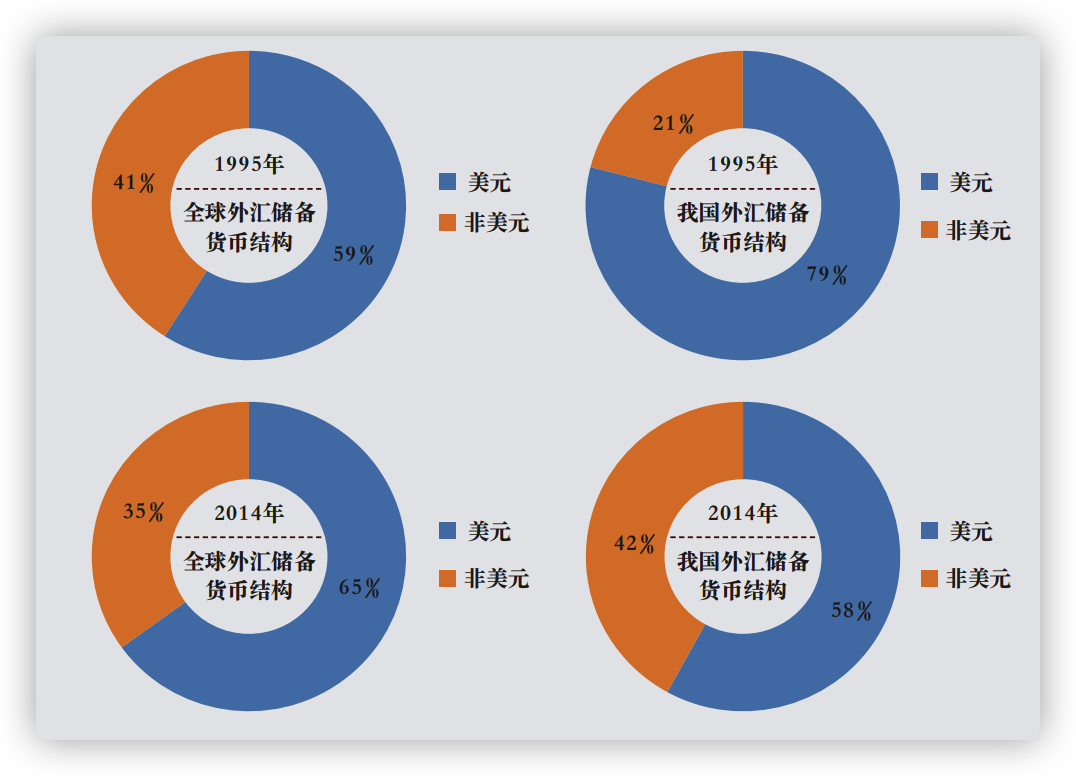 1995年
全球外汇储备
货币结构
41%
59%
美元
非美元
1995年
我国外汇储备
货币结构
21%
79%
美元
非美元
2014年
全球外汇储备
货币结构
35%
65%
美元
非美元
2014年
我国外汇储备
货币结构
42%
58%
美元
非美元